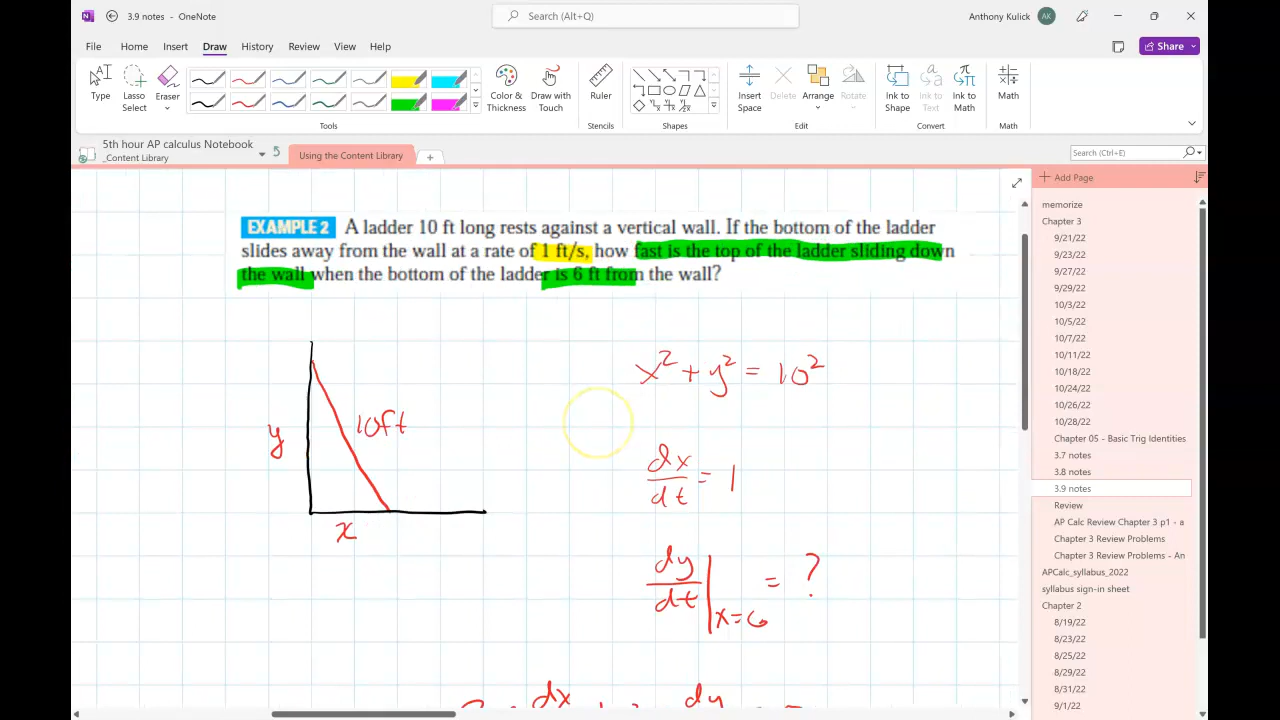 3.9 notes - OneNote
Search (Alt+Q)
Anthony Kulick
AK
File Home Insert Draw History Review View Help
Share
Type
Lasso Select
Eraser
Color & Thickness
Draw with Touch
Ruler
Insert Space
Delete
Arrange
Rotate
Ink to Shape
Ink to Text
Ink to Math
Math
Tools
Stencils
Shapes
Edit
Convert
Math
5th hour AP calculus Notebook
_Content Library
Using the Content Library
Search (Ctrl+E)
Add Page
EXAMPLE 2 A ladder 10 ft long rests against a vertical wall. If the bottom of the ladder
slides away from the wall at a rate of 1 ft/s, how fast is the top of the ladder sliding down
the wall when the bottom of the ladder is 6 ft from the wall?
x² + y² = 10²
y
10ft
x
dx/dt = 1
dy/dt | x=6 = ?
dx
dy
memorize
Chapter 3
9/21/22
9/23/22
9/27/22
9/29/22
10/3/22
10/5/22
10/7/22
10/11/22
10/18/22
10/24/22
10/26/22
10/28/22
Chapter 05 - Basic Trig Identities
3.7 notes
3.8 notes
3.9 notes
Review
AP Calc Review Chapter 3 p1 - a
Chapter 3 Review Problems
Chapter 3 Review Problems - An
APCalc_syllabus_2022
syllabus sign-in sheet
Chapter 2
8/19/22
8/23/22
8/25/22
8/29/22
8/31/22
9/1/22